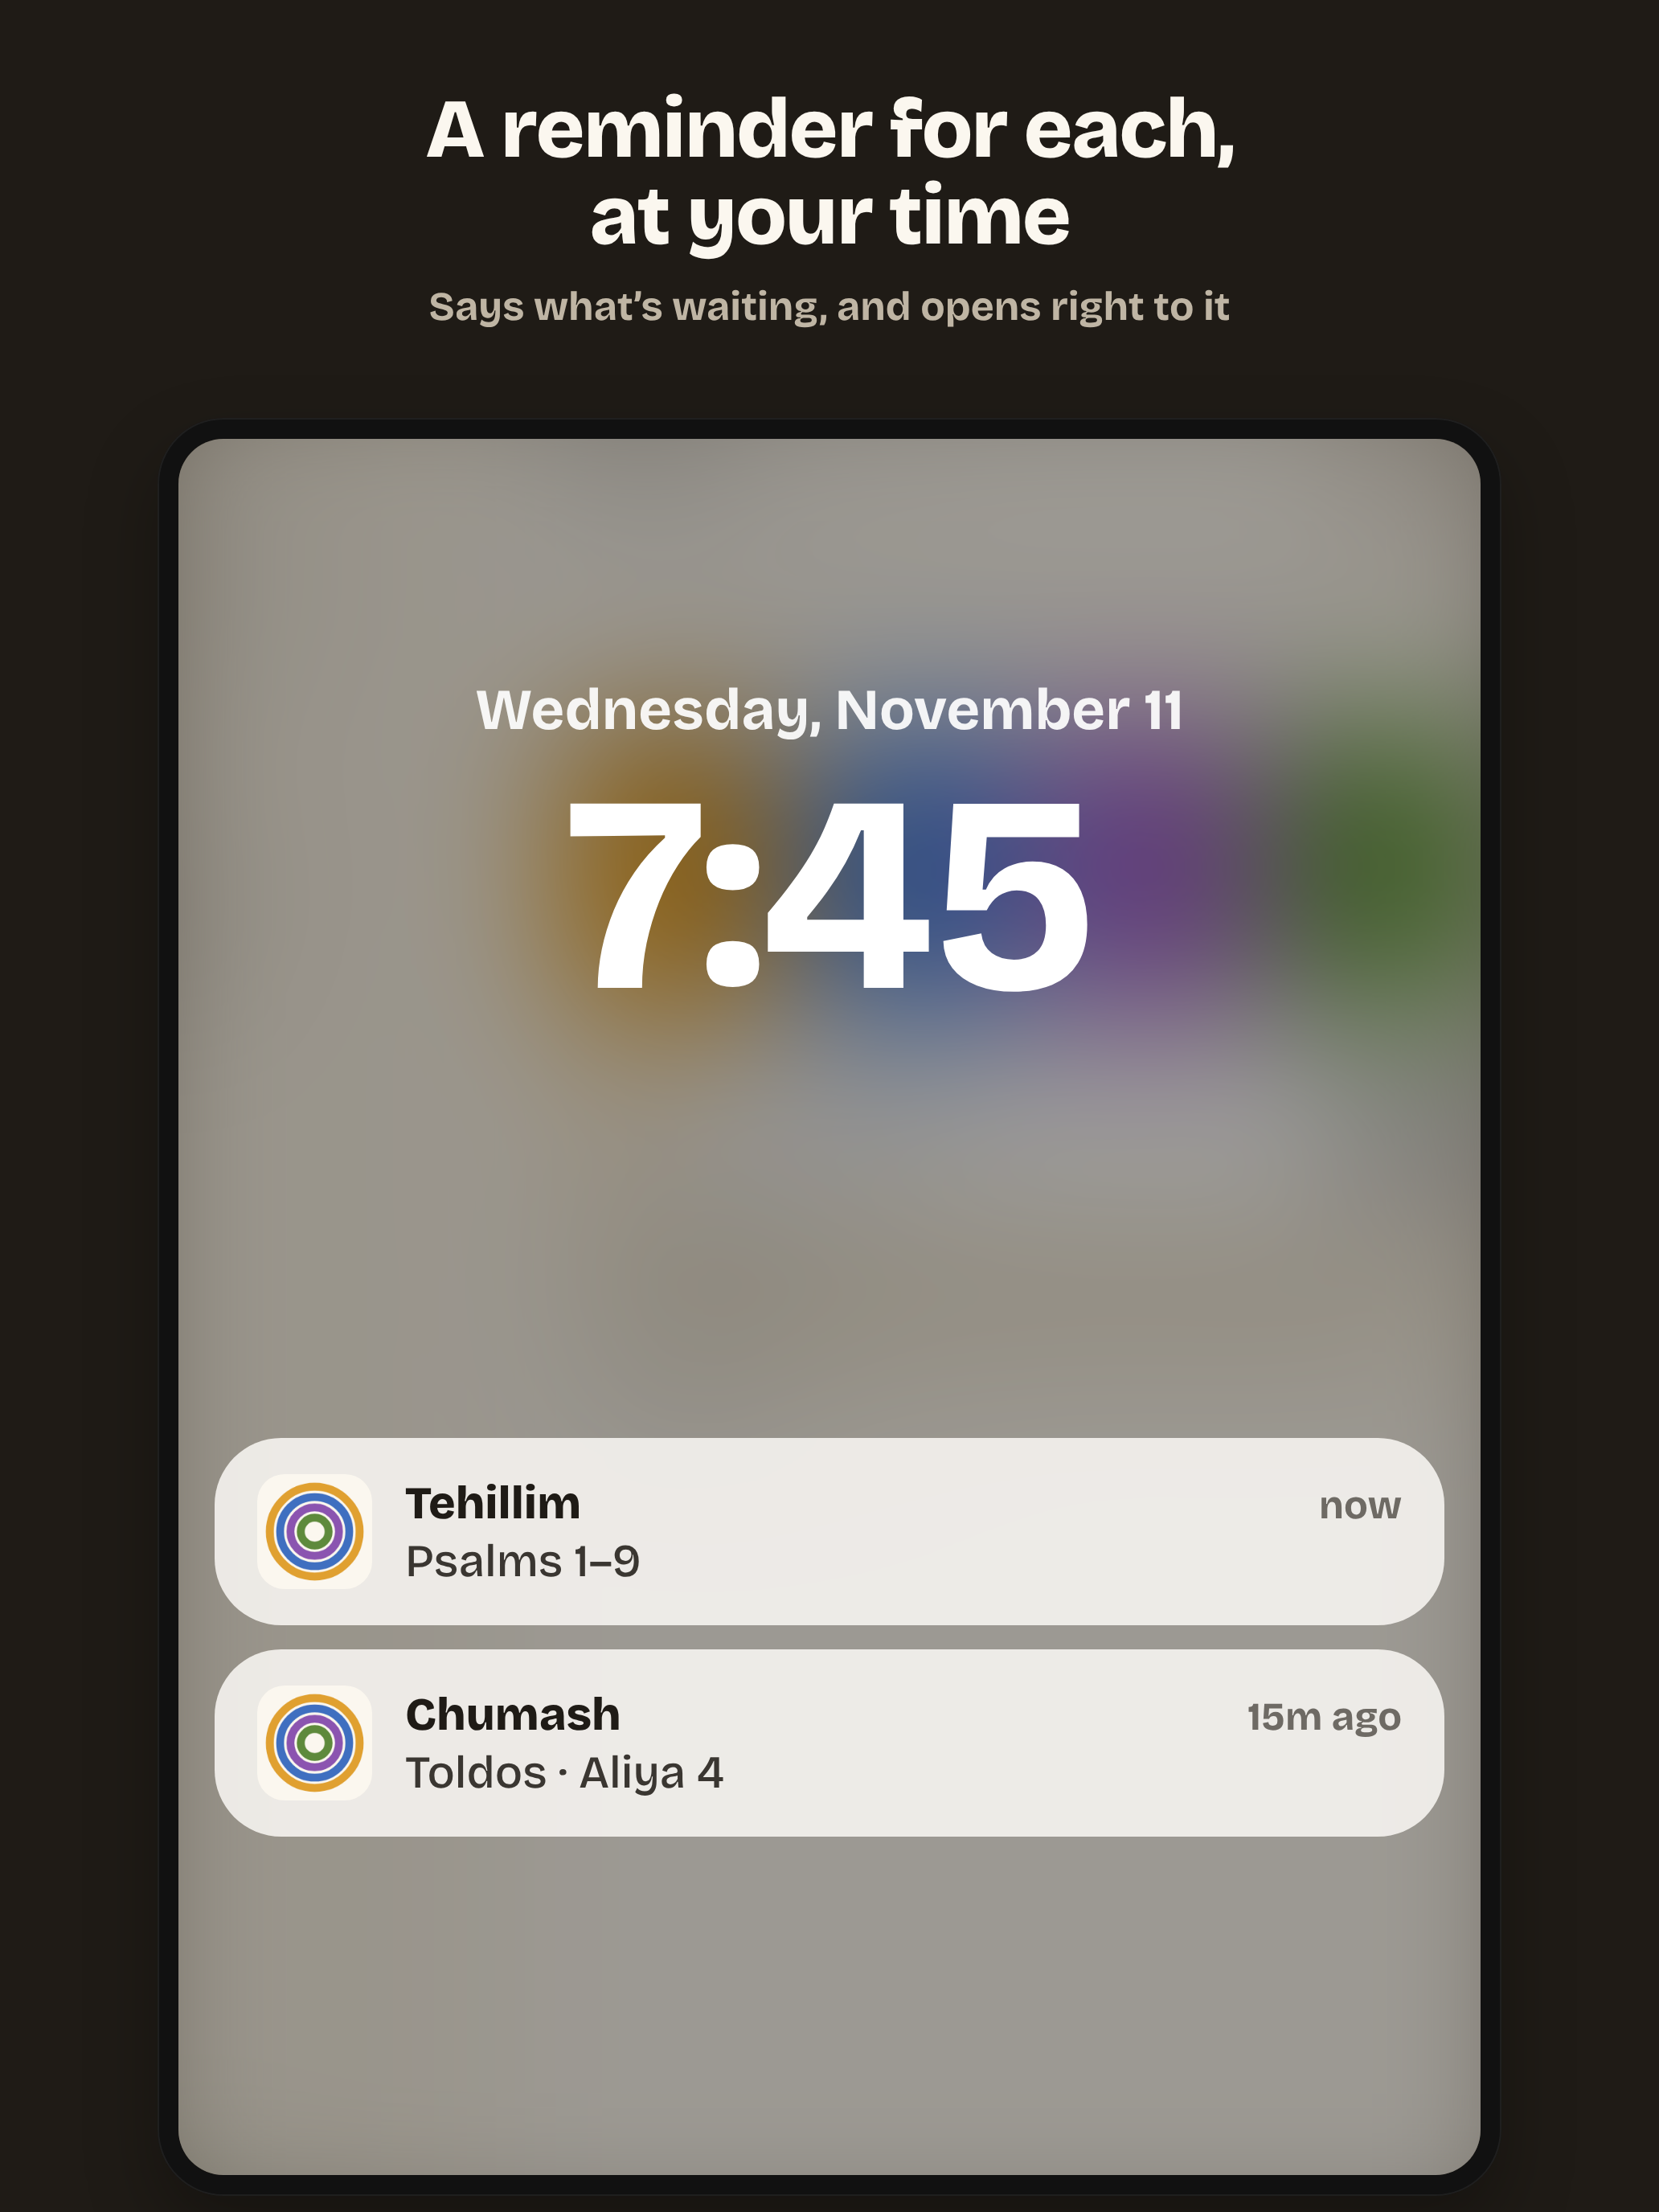 A reminder for each,
at your time
Says what’s waiting, and opens right to it
Wednesday, November 11
7:45
Tehillim
now
Psalms 1–9
Chumash
15m ago
Toldos · Aliya 4